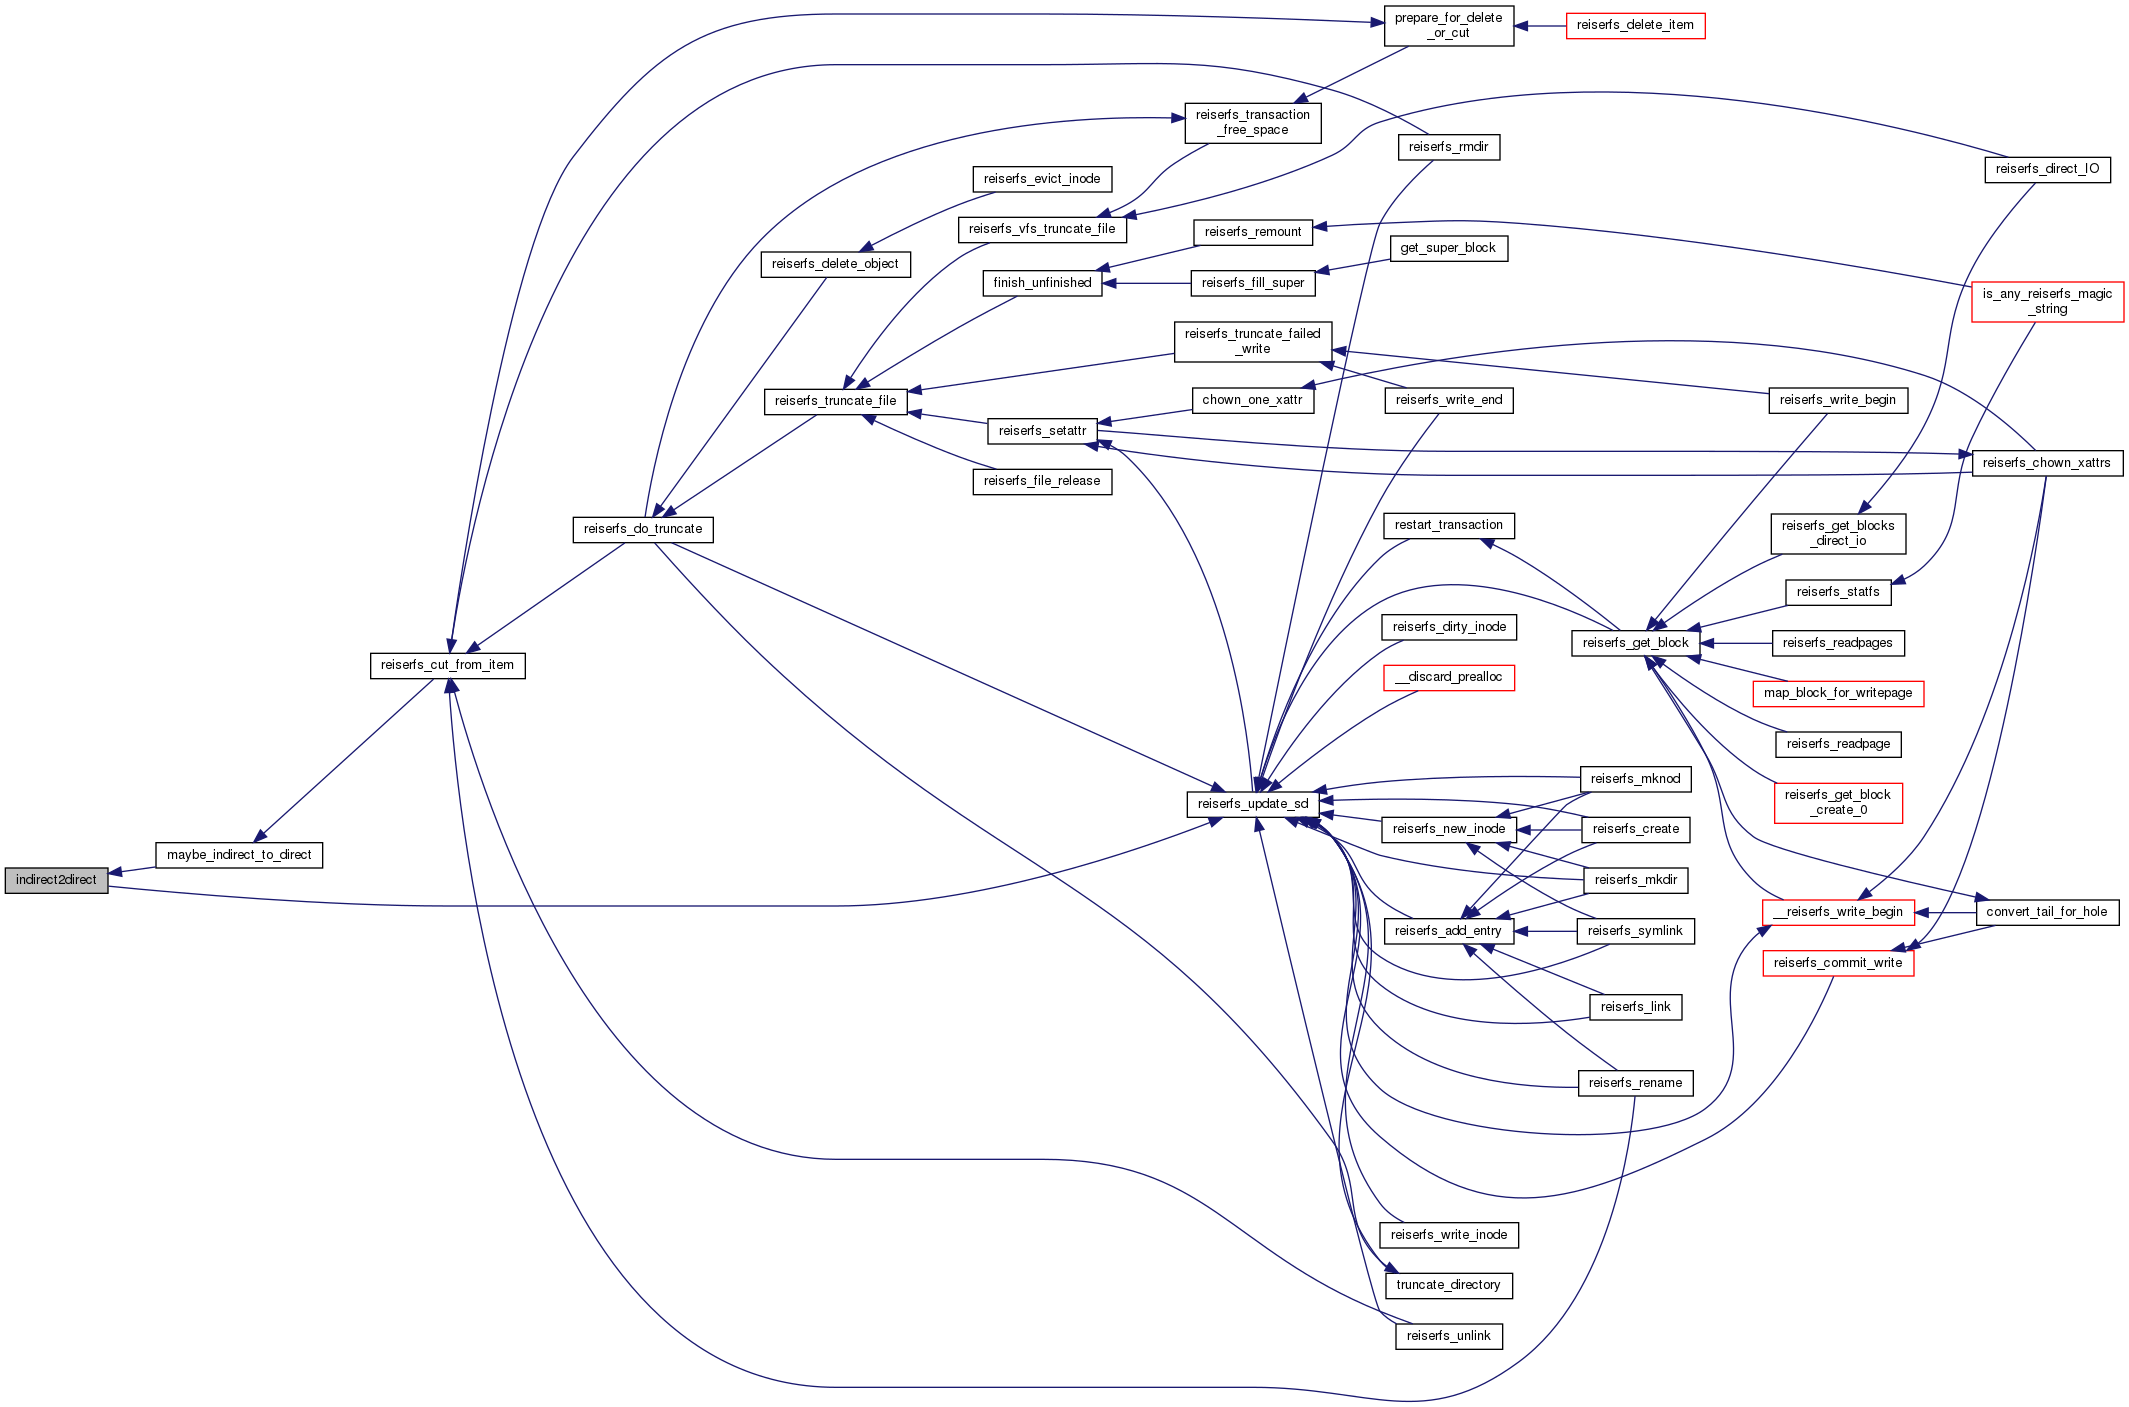 prepare_for_delete
_or_cut
reiserfs_delete_item
reiserfs_transaction
_free_space
reiserfs_rmdir
reiserfs_direct_IO
reiserfs_evict_inode
reiserfs_vfs_truncate_file
reiserfs_remount
get_super_block
reiserfs_delete_object
finish_unfinished
reiserfs_fill_super
is_any_reiserfs_magic
_string
reiserfs_truncate_failed
_write
reiserfs_truncate_file
chown_one_xattr
reiserfs_write_end
reiserfs_write_begin
reiserfs_setattr
reiserfs_chown_xattrs
reiserfs_file_release
reiserfs_do_truncate
restart_transaction
reiserfs_get_blocks
_direct_io
reiserfs_statfs
reiserfs_dirty_inode
reiserfs_get_block
reiserfs_readpages
reiserfs_cut_from_item
__discard_prealloc
map_block_for_writepage
reiserfs_readpage
reiserfs_mknod
reiserfs_update_sd
reiserfs_get_block
_create_0
reiserfs_new_inode
reiserfs_create
maybe_indirect_to_direct
indirect2direct
reiserfs_mkdir
__reiserfs_write_begin
convert_tail_for_hole
reiserfs_add_entry
reiserfs_symlink
reiserfs_commit_write
reiserfs_link
reiserfs_rename
reiserfs_write_inode
truncate_directory
reiserfs_unlink